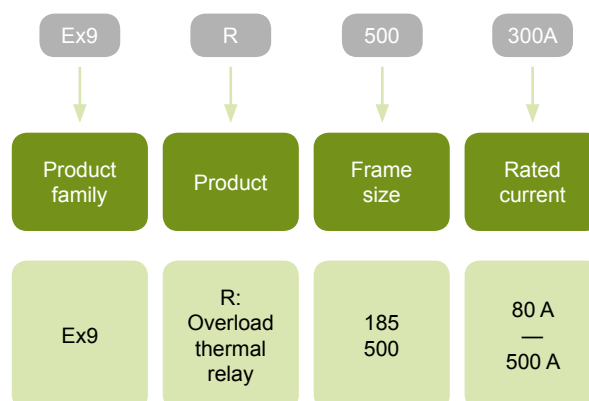 Ex9
R
500
300A
Product
family
Product
Frame
size
Rated
current
Ex9
R:
Overload
thermal
relay
185
500
80 A
—
500 A